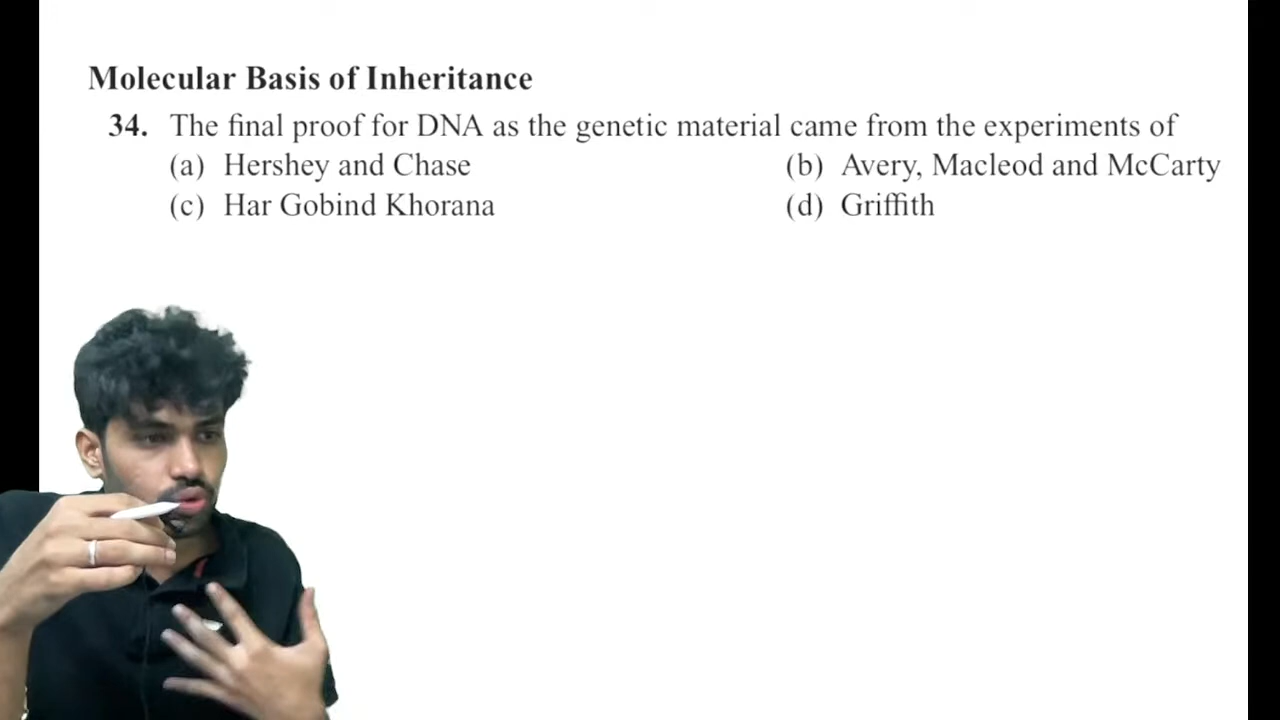 Molecular Basis of Inheritance
34. The final proof for DNA as the genetic material came from the experiments of
(a) Hershey and Chase (b) Avery, Macleod and McCarty
(c) Har Gobind Khorana (d) Griffith